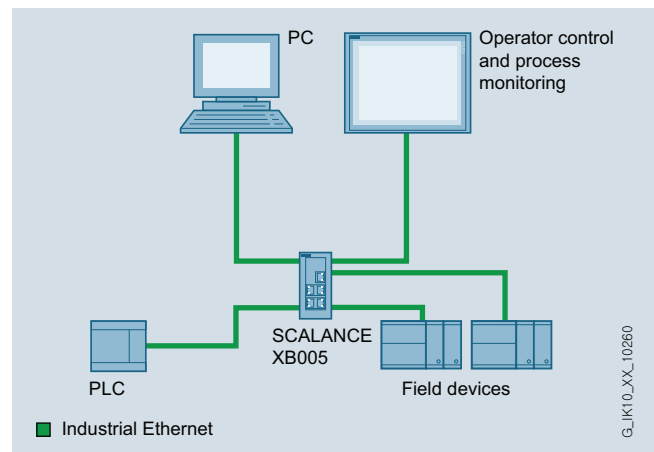 PC
Operator control
and process
monitoring
SCALANCE
XB005
PLC
Field devices
Industrial Ethernet
G_IK10_XX_10260